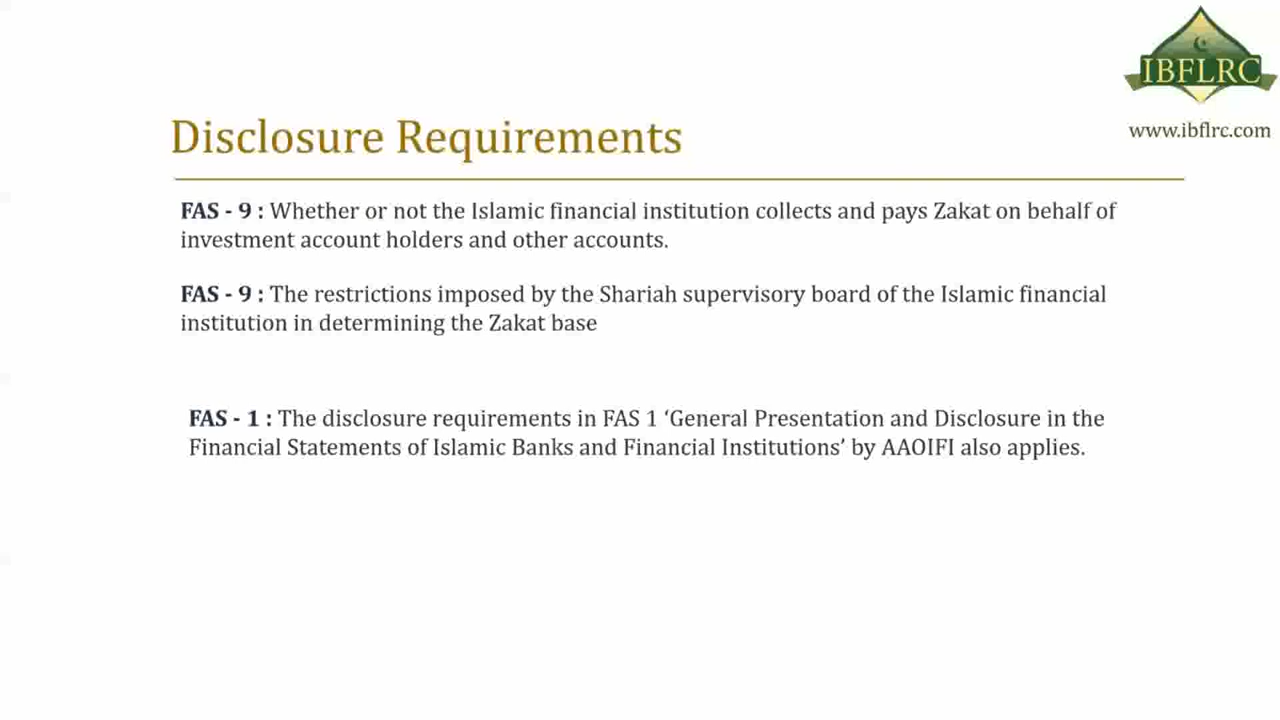 IBFLRC
www.ibflrc.com
Disclosure Requirements
FAS - 9 : Whether or not the Islamic financial institution collects and pays Zakat on behalf of
investment account holders and other accounts.
FAS - 9 : The restrictions imposed by the Shariah supervisory board of the Islamic financial
institution in determining the Zakat base
FAS - 1 : The disclosure requirements in FAS 1 ‘General Presentation and Disclosure in the
Financial Statements of Islamic Banks and Financial Institutions’ by AAOIFI also applies.